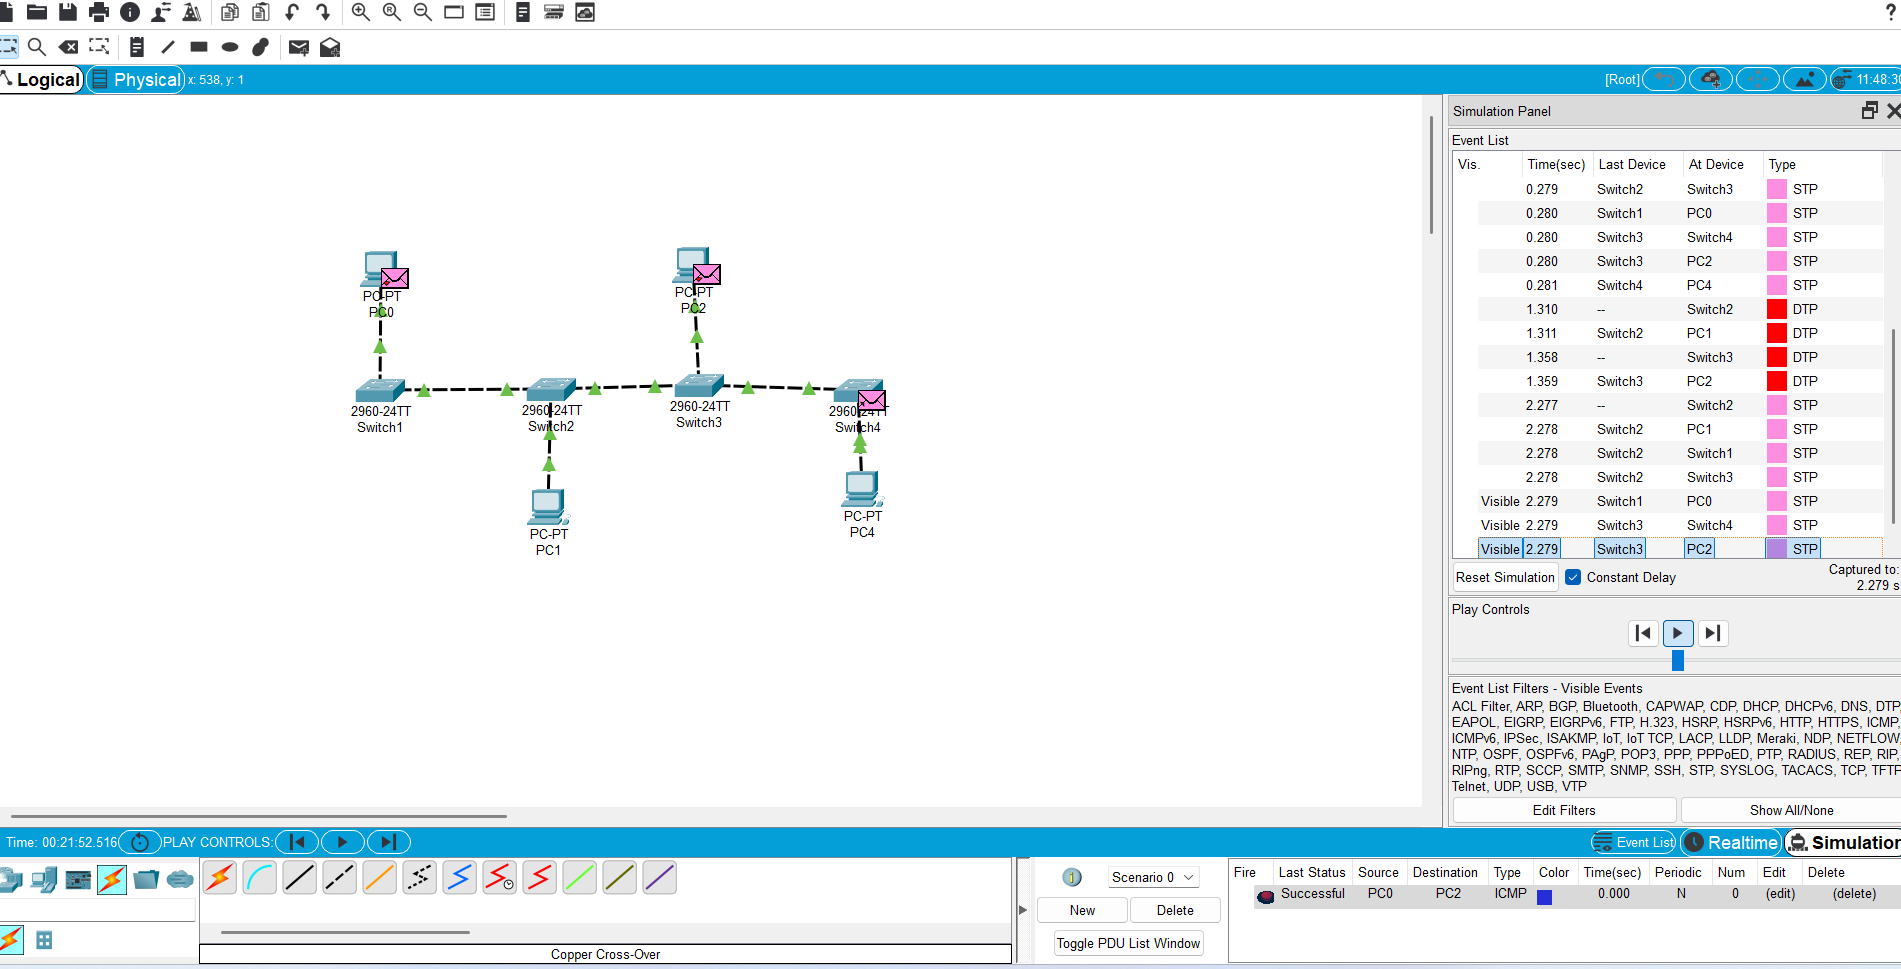 ?
Logical
Physical
x: 538, y: 1
[Root]
11:48:30
Simulation Panel
Event List
Vis. Time(sec) Last Device At Device Type
0.279 Switch2 Switch3 STP
0.280 Switch1 PC0 STP
0.280 Switch3 Switch4 STP
0.280 Switch3 PC2 STP
0.281 Switch4 PC4 STP
1.310 -- Switch2 DTP
1.311 Switch2 PC1 DTP
1.358 -- Switch3 DTP
1.359 Switch3 PC2 DTP
2.277 -- Switch2 STP
2.278 Switch2 PC1 STP
2.278 Switch2 Switch1 STP
2.278 Switch2 Switch3 STP
Visible 2.279 Switch1 PC0 STP
Visible 2.279 Switch3 Switch4 STP
Visible 2.279 Switch3 PC2 STP
Reset Simulation
Constant Delay
Captured to:
2.279 s
Play Controls
Event List Filters - Visible Events
ACL Filter, ARP, BGP, Bluetooth, CAPWAP, CDP, DHCP, DHCPv6, DNS, DTP,
EAPOL, EIGRP, EIGRPv6, FTP, H.323, HSRP, HSRPv6, HTTP, HTTPS, ICMP,
ICMPv6, IPSec, ISAKMP, IoT, IoT TCP, LACP, LLDP, Meraki, NDP, NETFLOW,
NTP, OSPF, OSPFv6, PAgP, POP3, PPP, PPPoED, PTP, RADIUS, REP, RIP,
RIPng, RTP, SCCP, SMTP, SNMP, SSH, STP, SYSLOG, TACACS, TCP, TFTP
Telnet, UDP, USB, VTP
Edit Filters
Show All/None
PC-PT
PC0
PC-PT
PC2
2960-24TT
Switch1
2960-24TT
Switch2
2960-24TT
Switch3
2960-24TT
Switch4
PC-PT
PC1
PC-PT
PC4
Time: 00:21:52.516
PLAY CONTROLS:
Event List
Realtime
Simulation
Scenario 0
New
Delete
Toggle PDU List Window
Fire Last Status Source Destination Type Color Time(sec) Periodic Num Edit Delete
Successful PC0 PC2 ICMP 0.000 N 0 (edit) (delete)
Copper Cross-Over